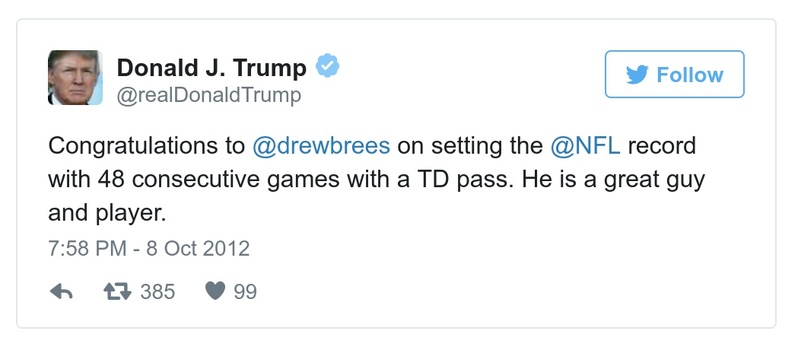 Donald J. Trump
Follow
@realDonaldTrump
Congratulations to @drewbrees on setting the @NFL record
with 48 consecutive games with a TD pass. He is a great guy
and player.
7:58 PM - 8 Oct 2012
385 99